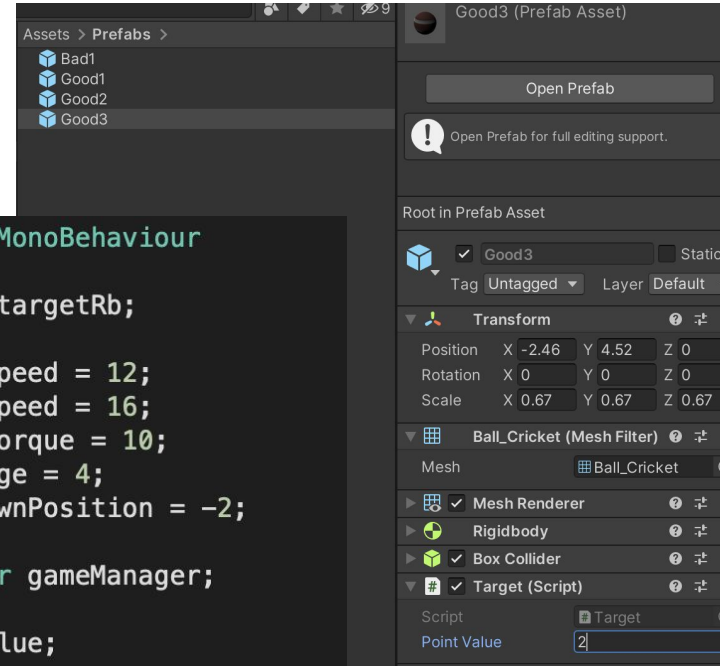 9
Assets > Prefabs >
Bad1
Good1
Good2
Good3
MonoBehaviour
targetRb;
peed = 12;
peed = 16;
orque = 10;
ge = 4;
wnPosition = -2;
r gameManager;
lue;
Good3 (Prefab Asset)
Open Prefab
! Open Prefab for full editing support.
Root in Prefab Asset
Good3 Static
Tag Untagged Layer Default
Transform
Position X -2.46 Y 4.52 Z 0
Rotation X 0 Y 0 Z 0
Scale X 0.67 Y 0.67 Z 0.67
Ball_Cricket (Mesh Filter)
Mesh Ball_Cricket
Mesh Renderer
Rigidbody
Box Collider
# Target (Script)
Script # Target
Point Value 2